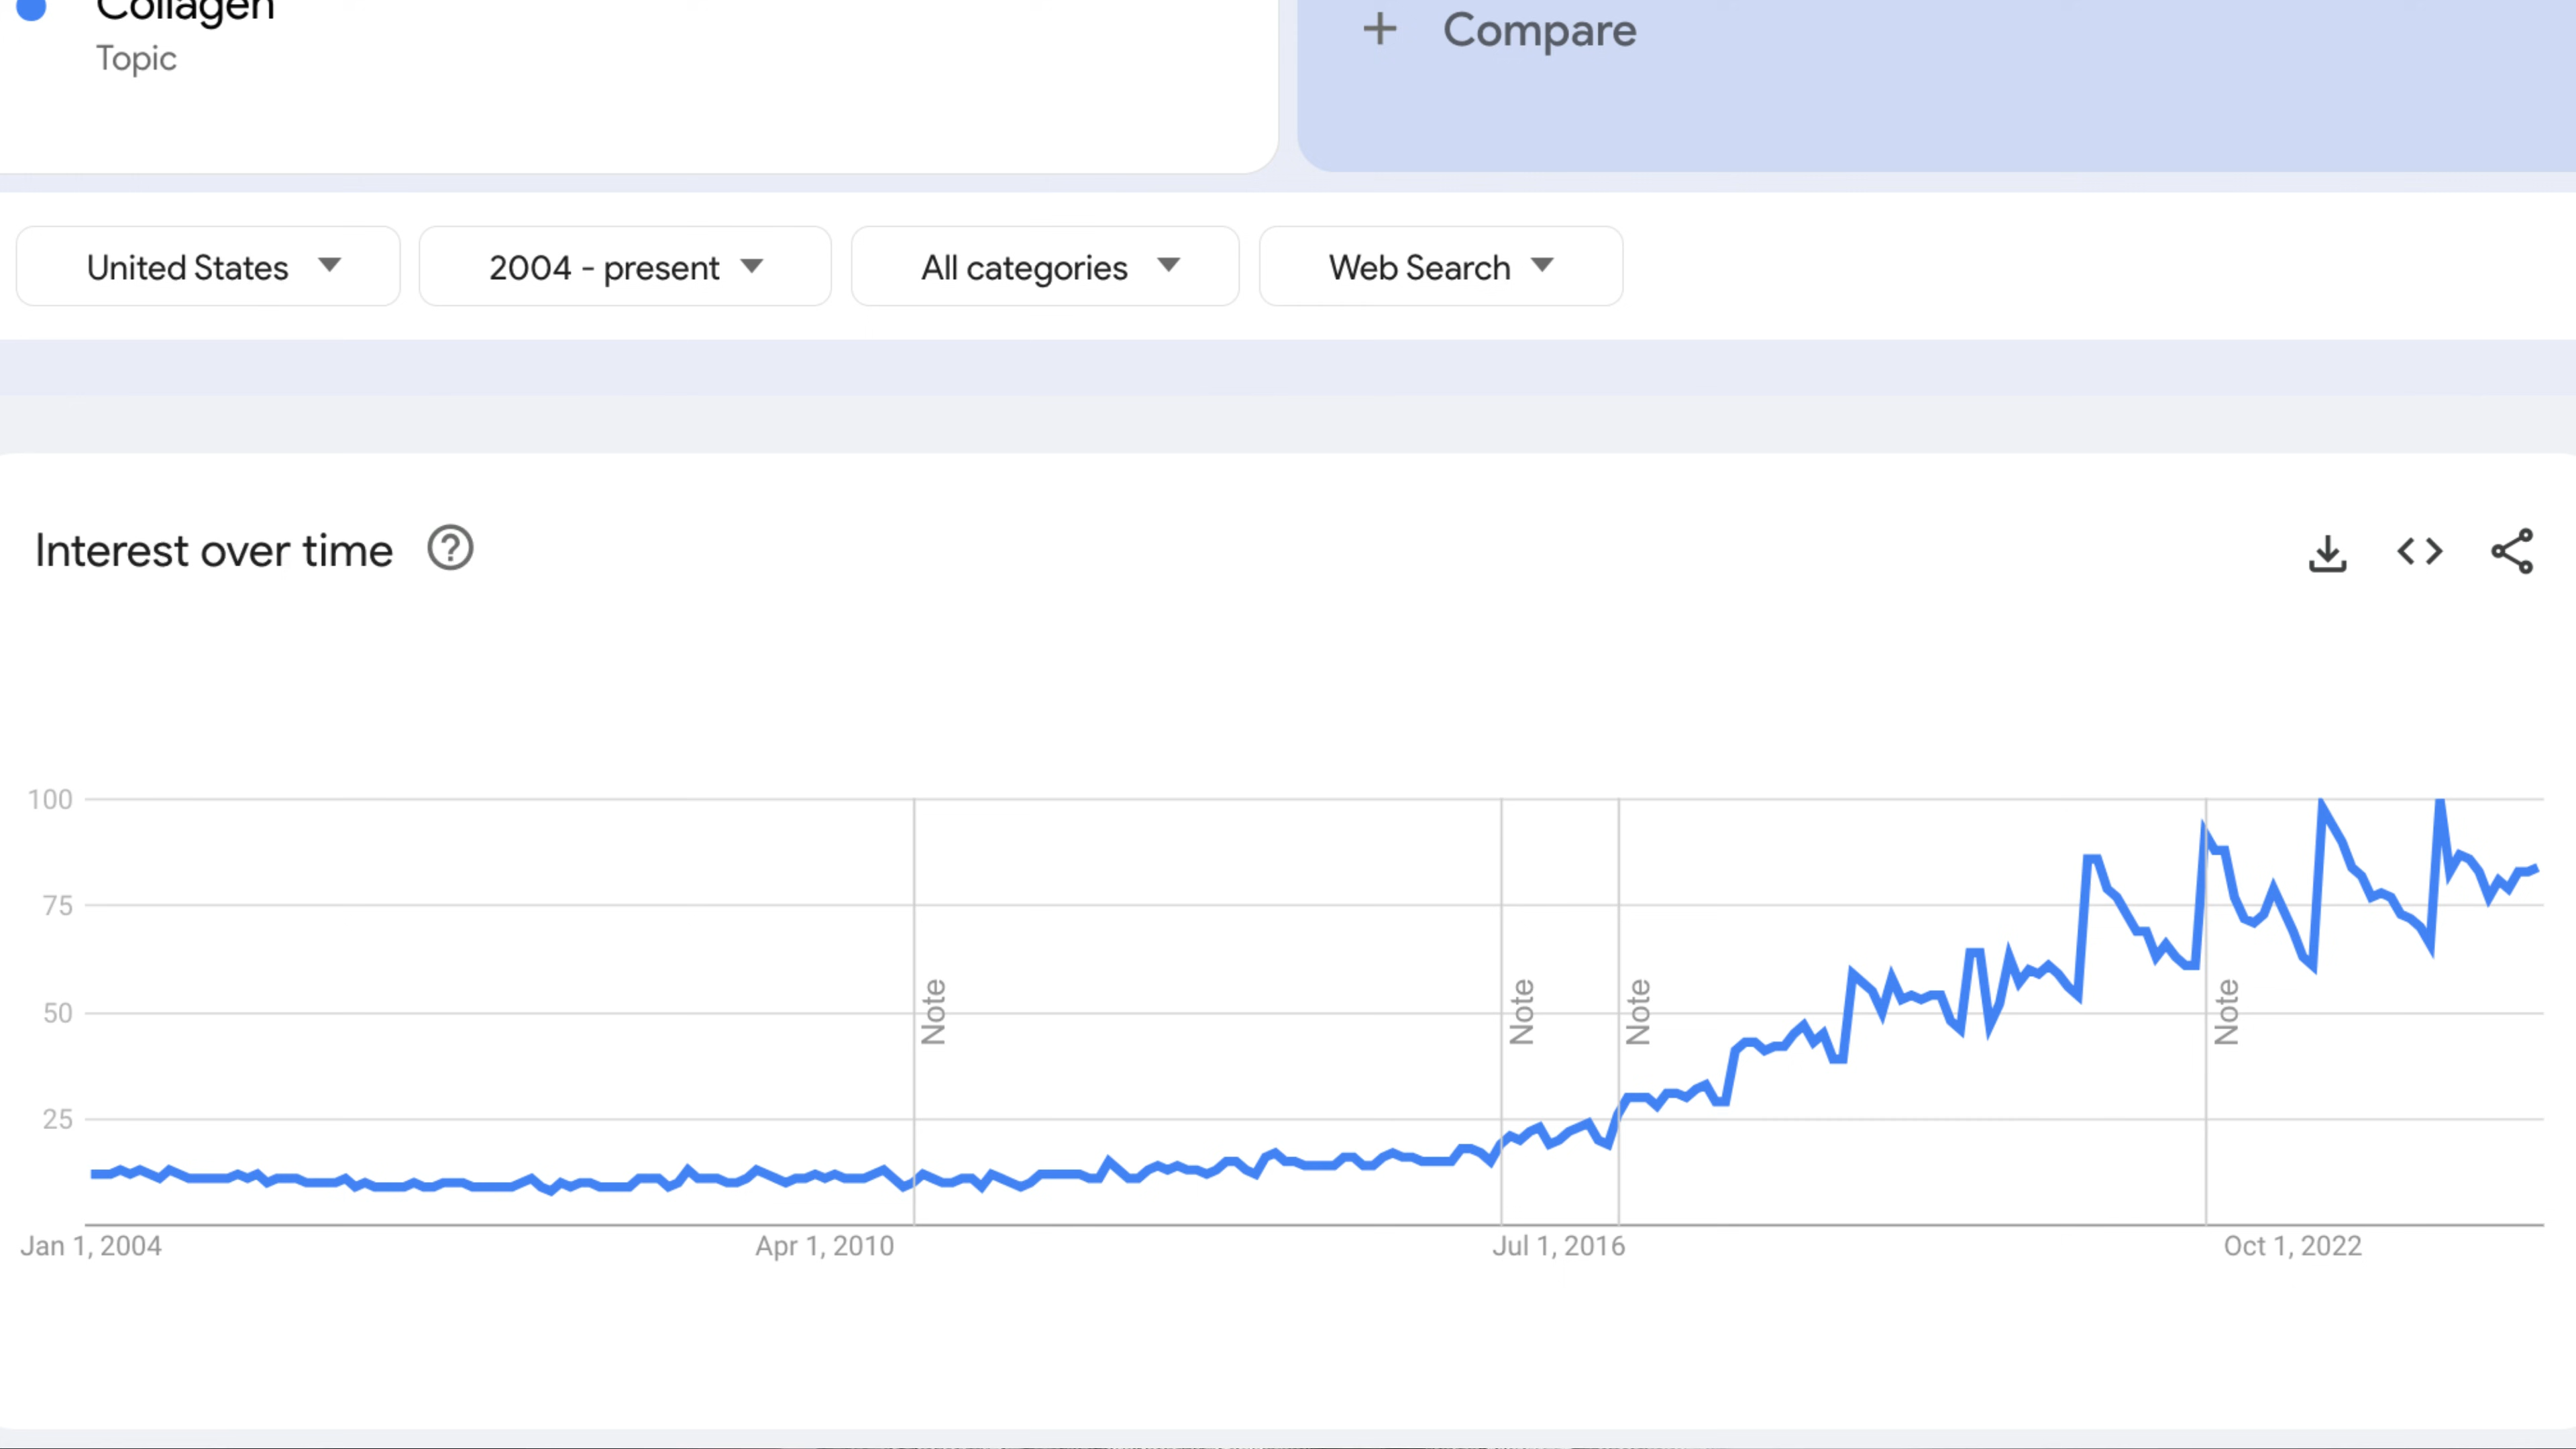 Collagen
Topic
+ Compare
United States
2004 - present
All categories
Web Search
Interest over time
100
75
50
25
Note
Note
Note
Note
Jan 1, 2004
Apr 1, 2010
Jul 1, 2016
Oct 1, 2022